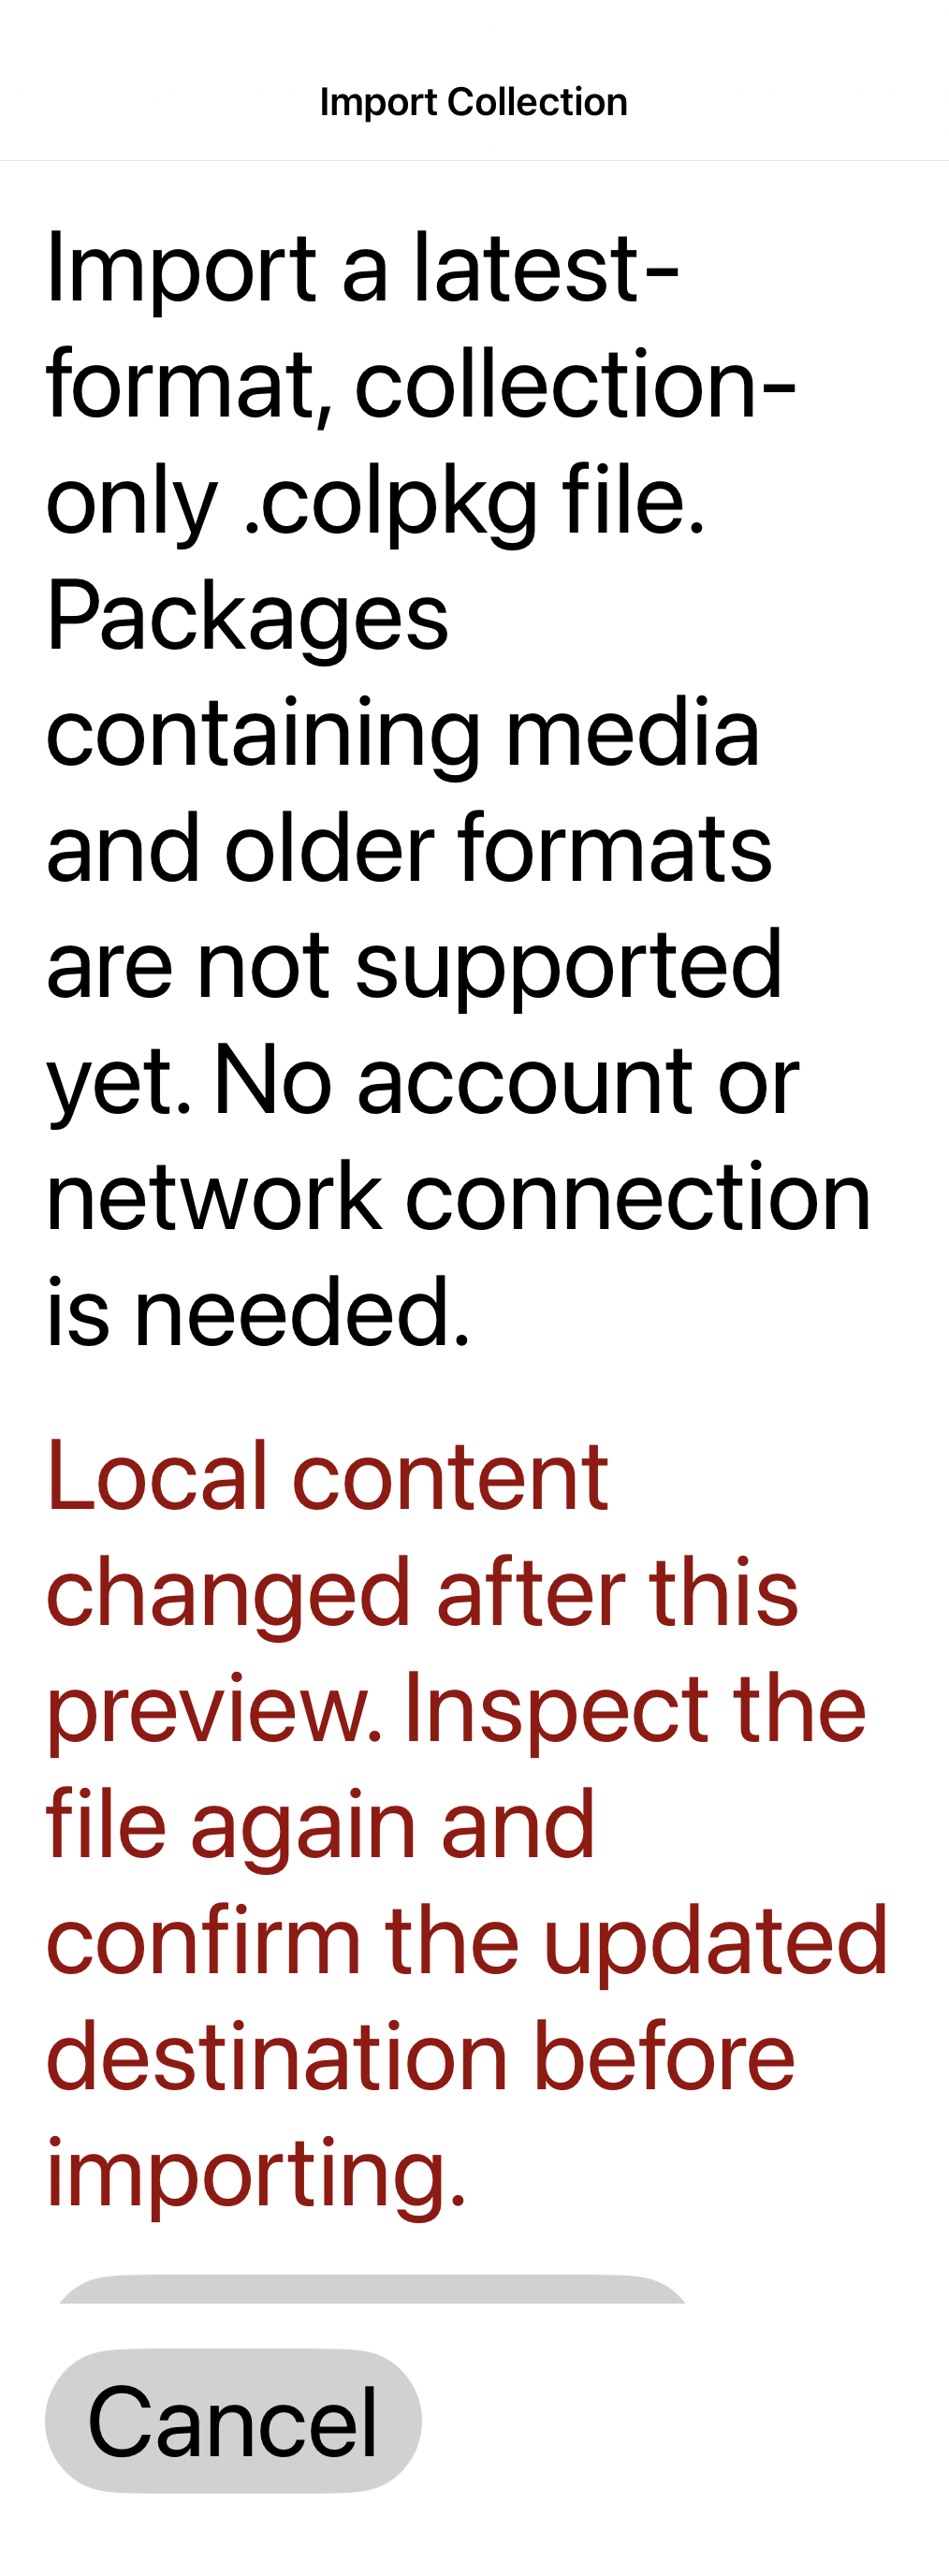 Import Collection
Import a latest-
format, collection-
only .colpkg file.
Packages
containing media
and older formats
are not supported
yet. No account or
network connection
is needed.
Local content
changed after this
preview. Inspect the
file again and
confirm the updated
destination before
importing.
Cancel